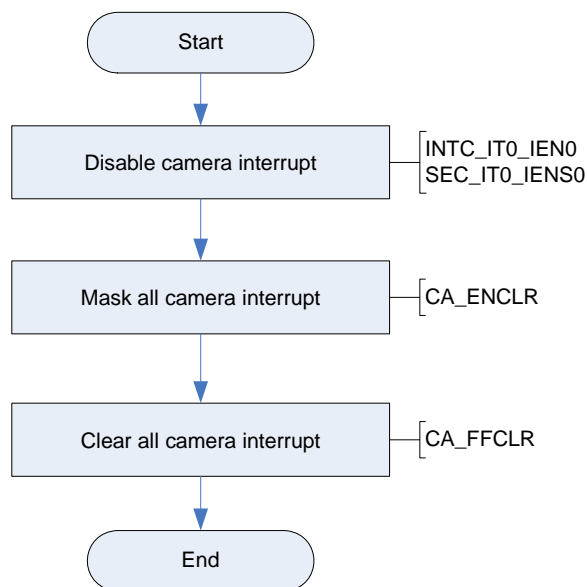 Start
Disable camera interrupt
INTC_IT0_IEN0
SEC_IT0_IENS0
Mask all camera interrupt
CA_ENCLR
Clear all camera interrupt
CA_FFCLR
End